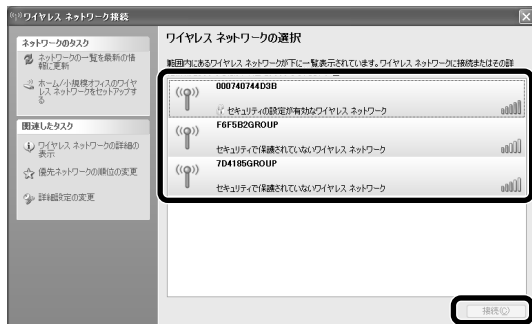 ワイヤレス ネットワーク接続
ネットワークのタスク
ネットワークの一覧を最新の情
報に更新
ホーム/小規模オフィスのワイヤ
レス ネットワークをセットアップす
る
関連したタスク
ワイヤレス ネットワークの詳細の
表示
優先ネットワークの順位の変更
詳細設定の変更
ワイヤレス ネットワークの選択
範囲内にあるワイヤレス ネットワークが下に一覧表示されています。ワイヤレス ネットワークに接続またはその詳
000740744D3B
セキュリティの設定が有効なワイヤレス ネットワーク
F6F5B2GROUP
セキュリティで保護されていないワイヤレス ネットワーク
7D4185GROUP
セキュリティで保護されていないワイヤレス ネットワーク
接続(C)